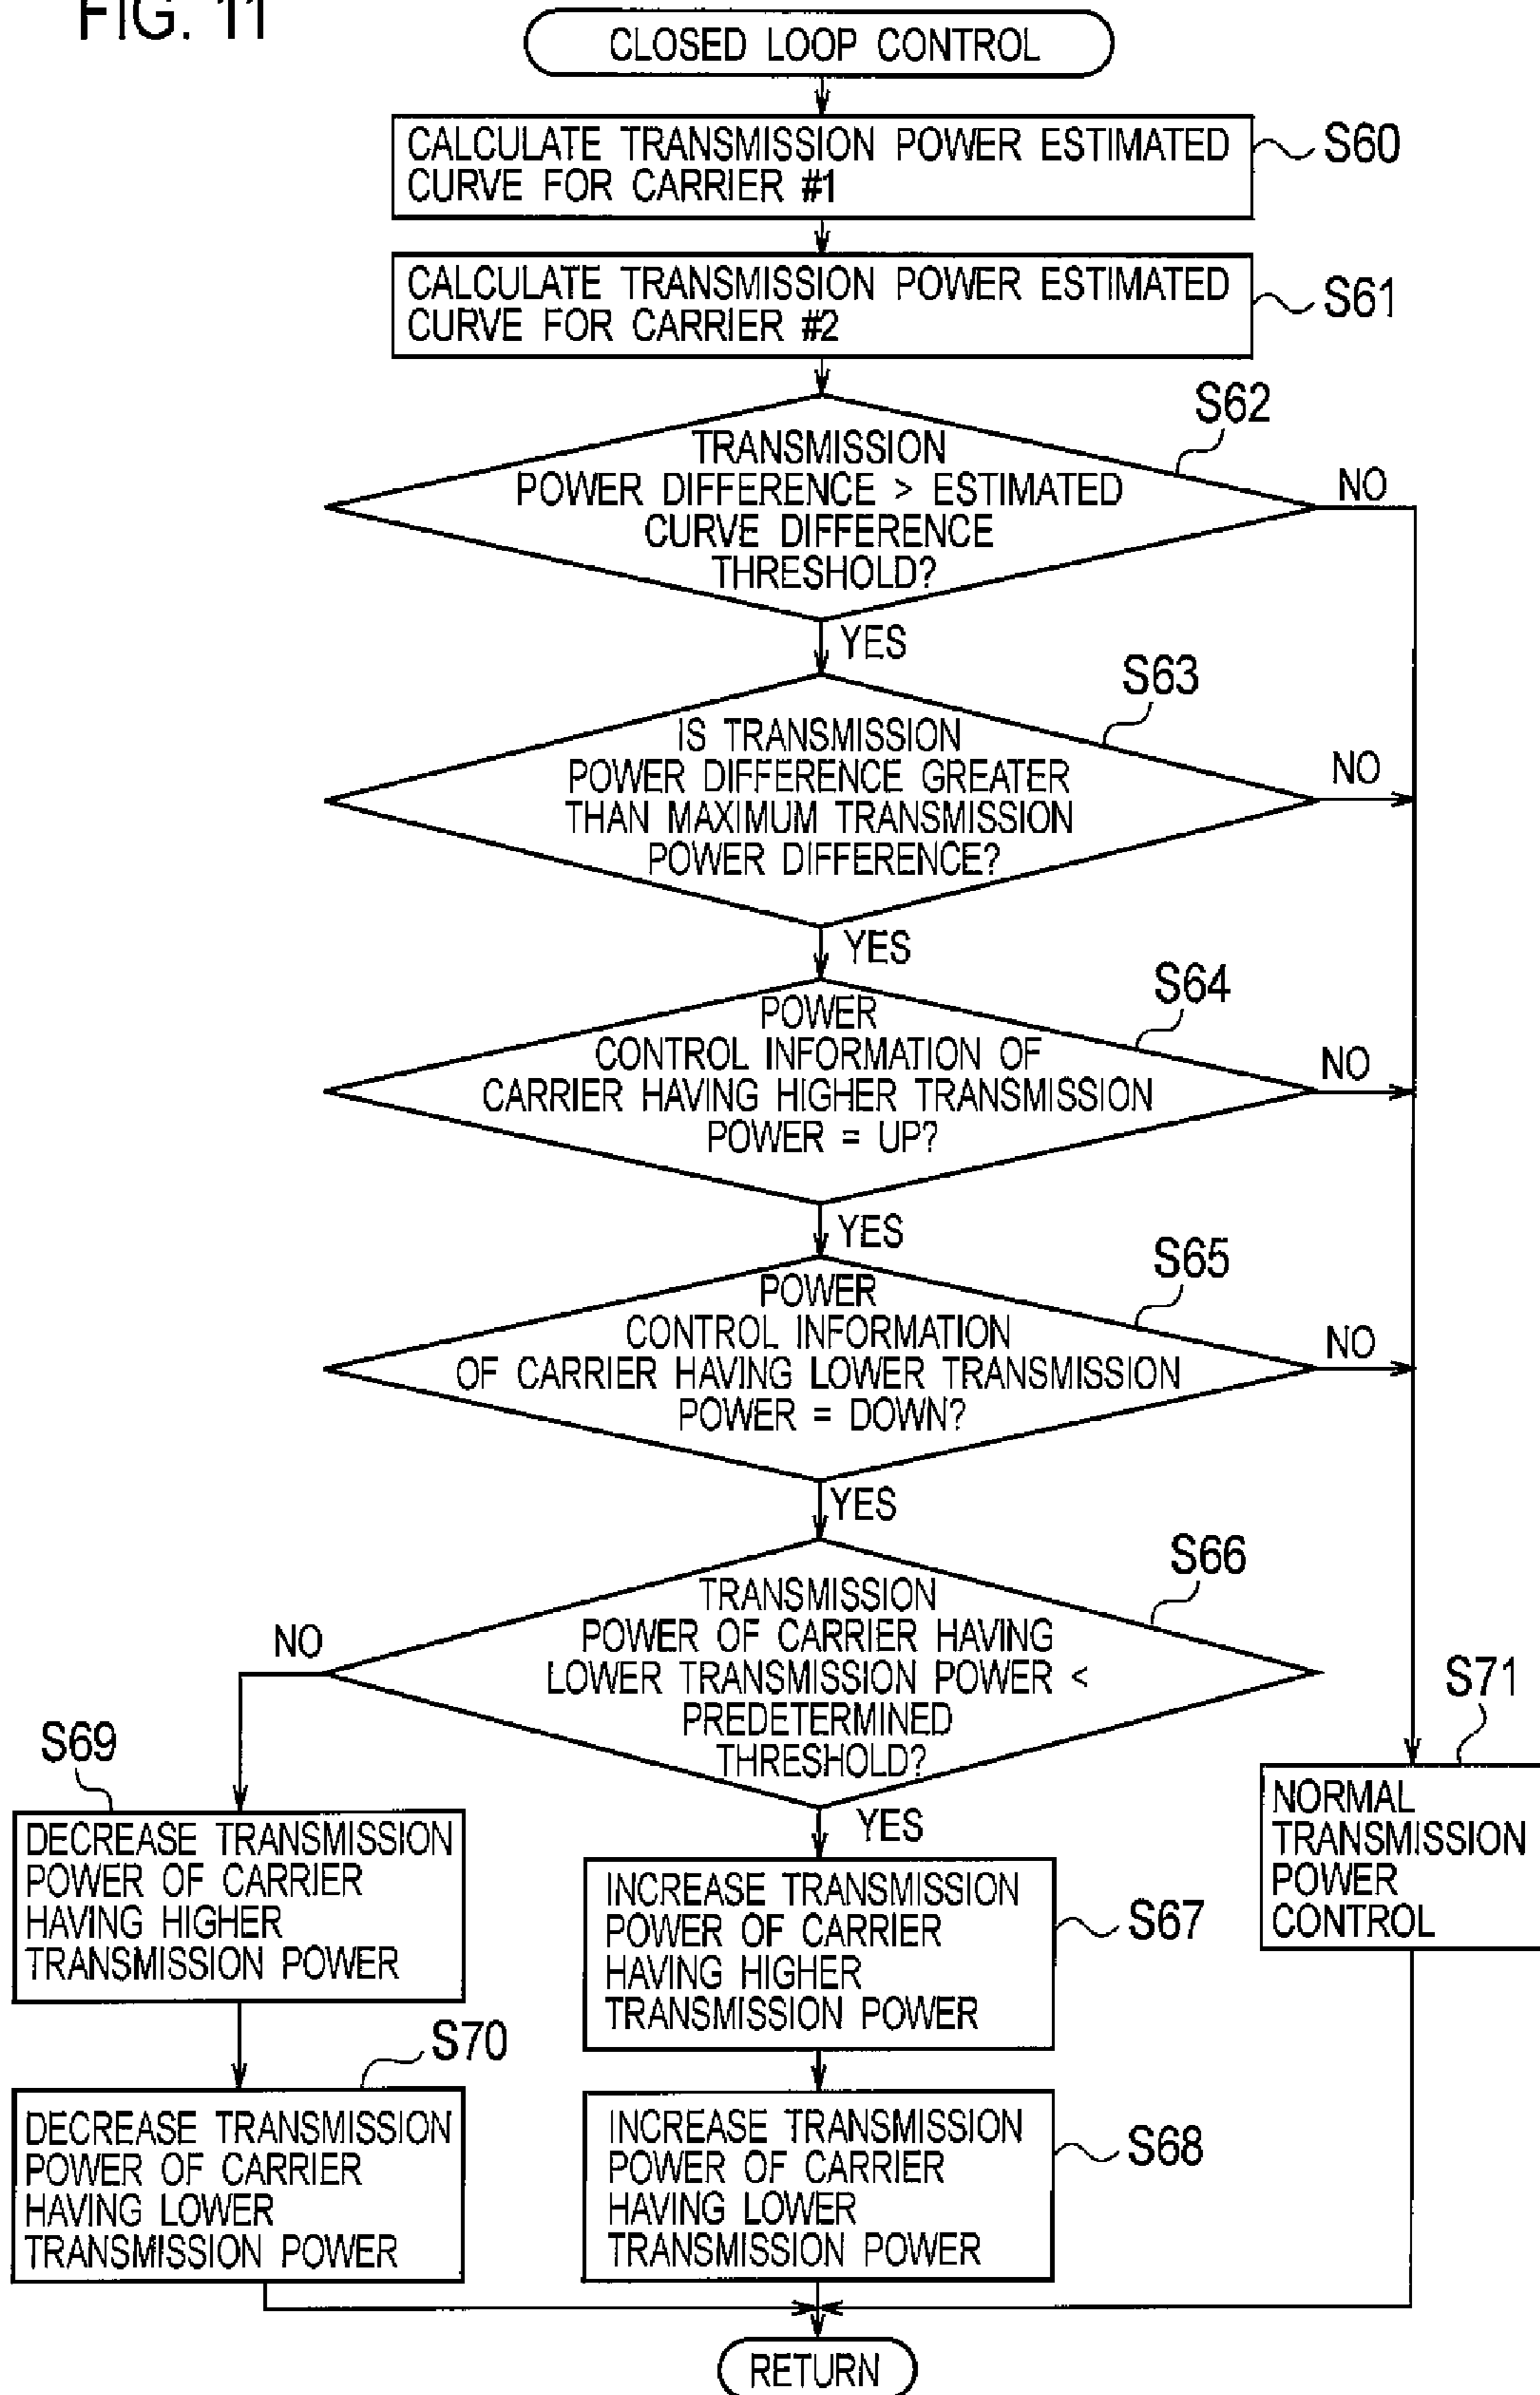 FIG. 11
CLOSED LOOP CONTROL
CALCULATE TRANSMISSION POWER ESTIMATED
CURVE FOR CARRIER #1
S60
CALCULATE TRANSMISSION POWER ESTIMATED
CURVE FOR CARRIER #2
S61
S62
TRANSMISSION
POWER DIFFERENCE > ESTIMATED
CURVE DIFFERENCE
THRESHOLD?
NO
YES
S63
IS TRANSMISSION
POWER DIFFERENCE GREATER
THAN MAXIMUM TRANSMISSION
POWER DIFFERENCE?
NO
YES
S64
POWER
CONTROL INFORMATION OF
CARRIER HAVING HIGHER TRANSMISSION
POWER = UP?
NO
YES
S65
POWER
CONTROL INFORMATION
OF CARRIER HAVING LOWER TRANSMISSION
POWER = DOWN?
NO
YES
S66
TRANSMISSION
POWER OF CARRIER HAVING
LOWER TRANSMISSION POWER <
PREDETERMINED
THRESHOLD?
NO
YES
S69
DECREASE TRANSMISSION
POWER OF CARRIER
HAVING HIGHER
TRANSMISSION POWER
INCREASE TRANSMISSION
POWER OF CARRIER
HAVING HIGHER
TRANSMISSION POWER
S67
S71
NORMAL
TRANSMISSION
POWER
CONTROL
S70
DECREASE TRANSMISSION
POWER OF CARRIER
HAVING LOWER
TRANSMISSION POWER
INCREASE TRANSMISSION
POWER OF CARRIER
HAVING LOWER
TRANSMISSION POWER
S68
RETURN